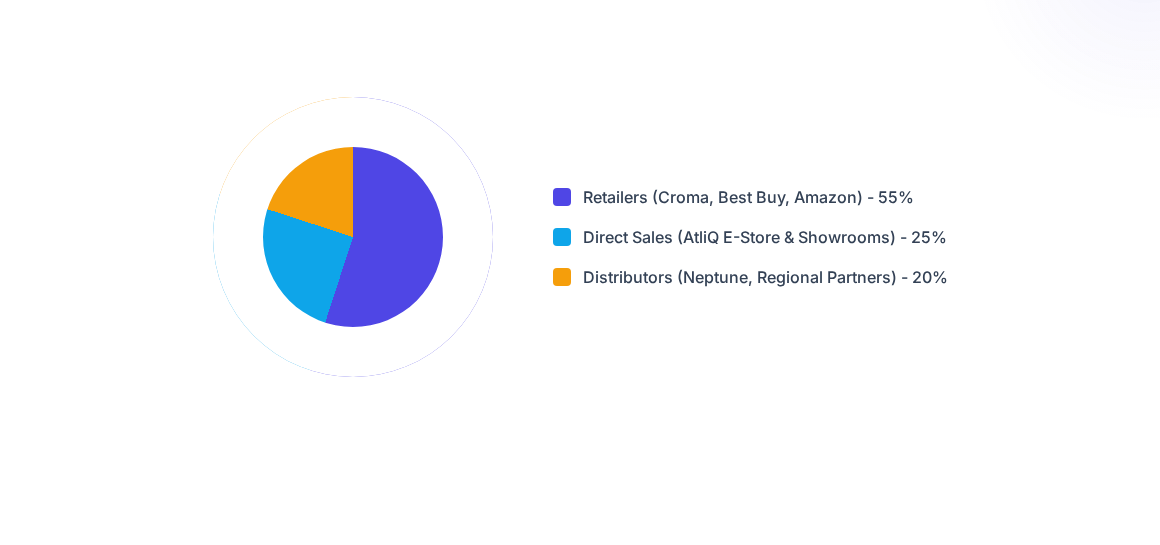 Retailers (Croma, Best Buy, Amazon) - 55%
Direct Sales (AtliQ E-Store & Showrooms) - 25%
Distributors (Neptune, Regional Partners) - 20%